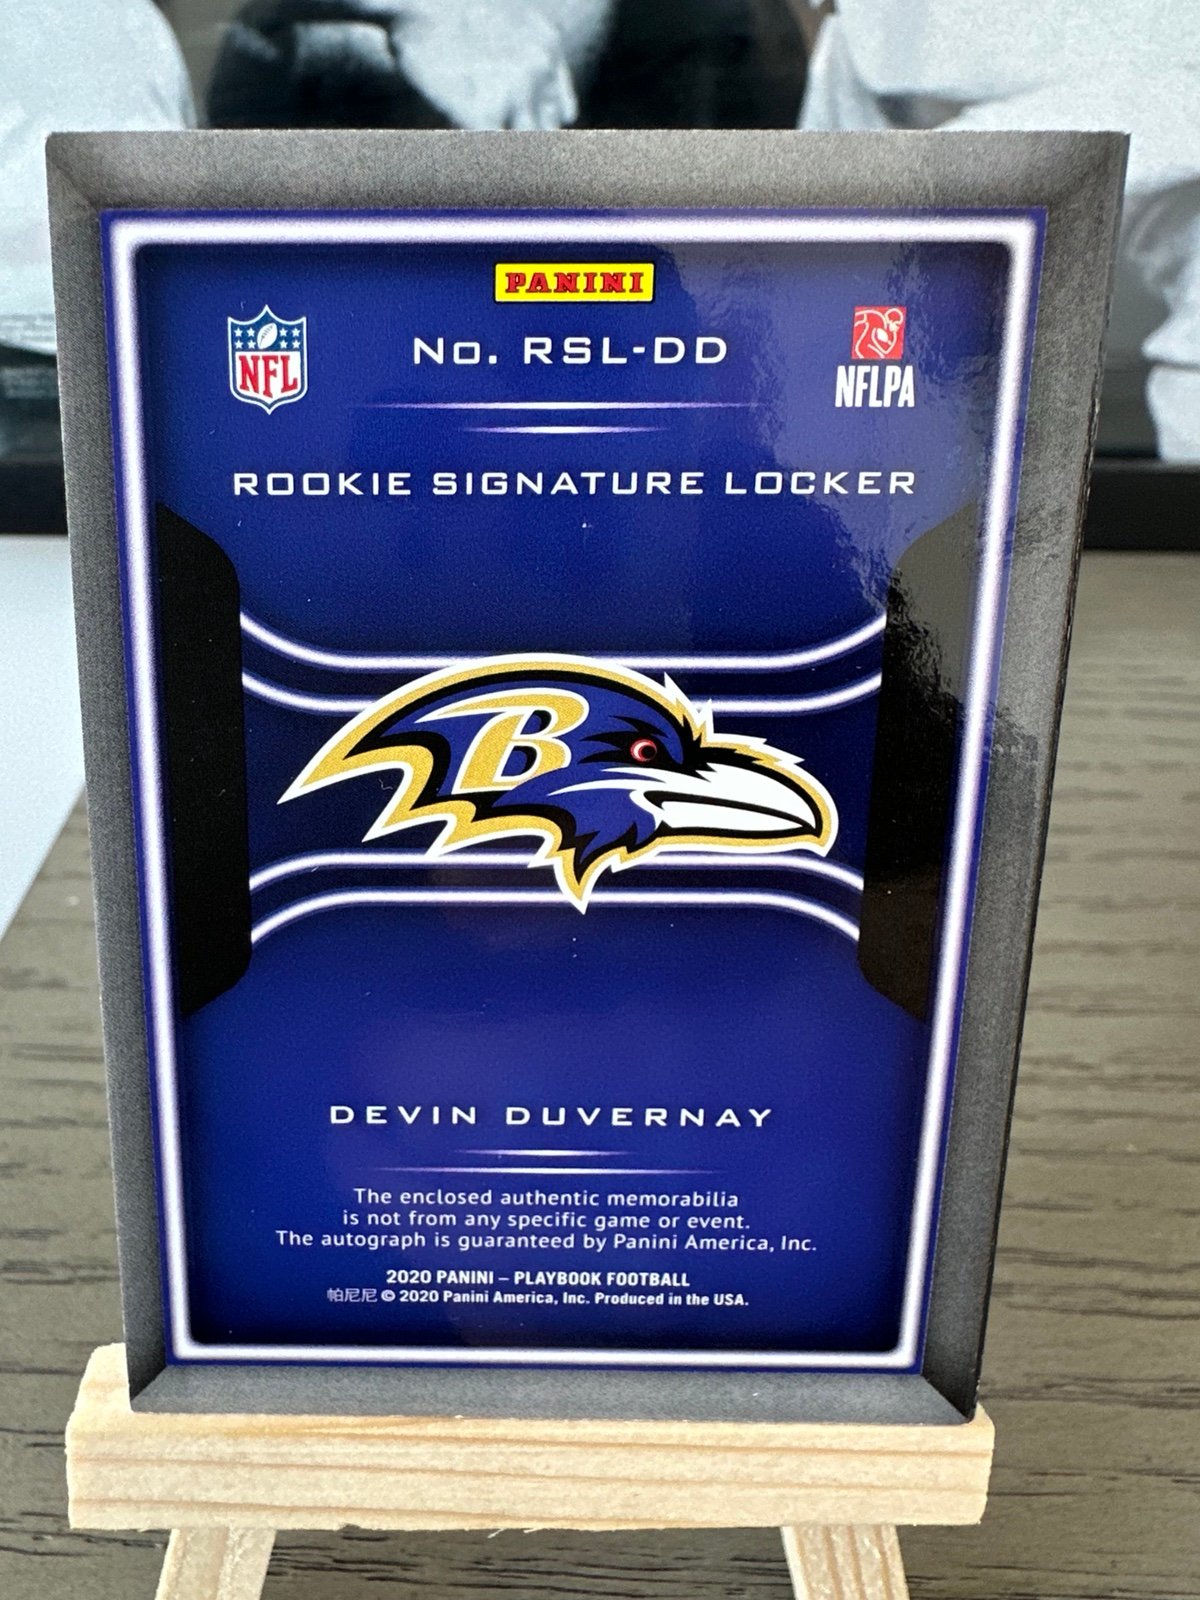 PANINI
NFL
No. RSL-DD
NFLPA
ROOKIE SIGNATURE LOCKER
B
DEVIN DUVERNAY
The enclosed authentic memorabilia
is not from any specific game or event.
The autograph is guaranteed by Panini America, Inc.
2020 PANINI – PLAYBOOK FOOTBALL
帕尼尼 © 2020 Panini America, Inc. Produced in the USA.